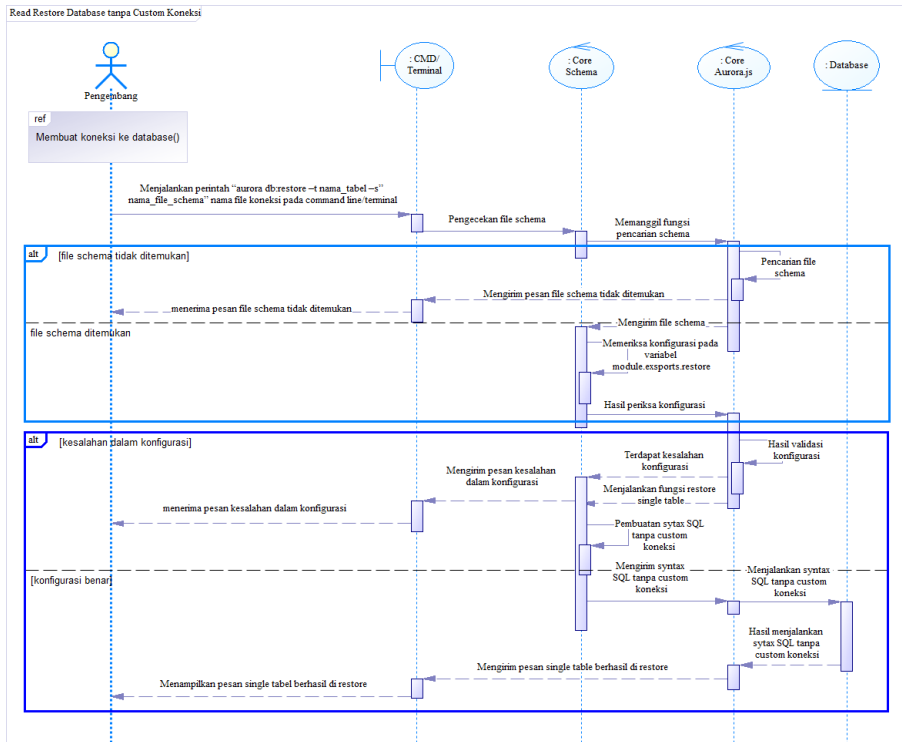 Read Restore Database tanpa Custom Koneksi
: CMD/
Terminal
: Core
Schema
: Core
Aurora.js
: Database
Pengembang
ref
Membuat koneksi ke database()
Menjalankan perintah “aurora db:restore –t nama_tabel –s”
nama_file_schema” nama file koneksi pada command line/terminal
Pengecekan file schema
Memanggil fungsi
pencarian schema
alt
[file schema tidak ditemukan]
Pencarian file
schema
Mengirim pesan file schema tidak ditemukan
menerima pesan file schema tidak ditemukan
file schema ditemukan
Mengirim file schema
Memeriksa konfigurasi pada
variabel
module.exsports.restore
Hasil periksa konfigurasi
alt
[kesalahan dalam konfigurasi]
Hasil validasi
konfigurasi
Terdapat kesalahan
konfigurasi
Mengirim pesan kesalahan
dalam konfigurasi
Menjalankan fungsi restore
single table
menerima pesan kesalahan dalam konfigurasi
Pembuatan sytax SQL
tanpa custom
koneksi
[konfigurasi benar]
Mengirim syntax
SQL tanpa custom
koneksi
Menjalankan syntax
SQL tanpa custom
koneksi
Hasil menjalankan
sytax SQL tanpa
custom koneksi
Mengirim pesan single table berhasil di restore
Menampilkan pesan single tabel berhasil di restore